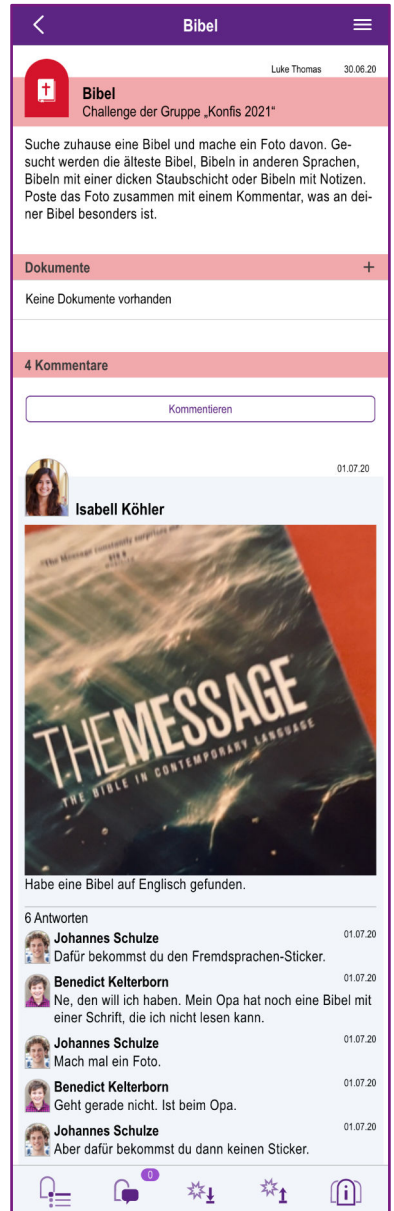 Bibel
Luke Thomas 30.06.20
Bibel
Challenge der Gruppe „Konfis 2021“
Suche zuhause eine Bibel und mache ein Foto davon. Ge-
sucht werden die älteste Bibel, Bibeln in anderen Sprachen,
Bibeln mit einer dicken Staubschicht oder Bibeln mit Notizen.
Poste das Foto zusammen mit einem Kommentar, was an dei-
ner Bibel besonders ist.
Dokumente +
Keine Dokumente vorhanden
4 Kommentare
Kommentieren
01.07.20
Isabell Köhler
"The Message constantly surprises me."
THE MESSAGE
THE BIBLE IN CONTEMPORARY LANGUAGE
Habe eine Bibel auf Englisch gefunden.
6 Antworten
Johannes Schulze 01.07.20
Dafür bekommst du den Fremdsprachen-Sticker.
Benedict Kelterborn 01.07.20
Ne, den will ich haben. Mein Opa hat noch eine Bibel mit
einer Schrift, die ich nicht lesen kann.
Johannes Schulze 01.07.20
Mach mal ein Foto.
Benedict Kelterborn 01.07.20
Geht gerade nicht. Ist beim Opa.
Johannes Schulze 01.07.20
Aber dafür bekommst du dann keinen Sticker.
0